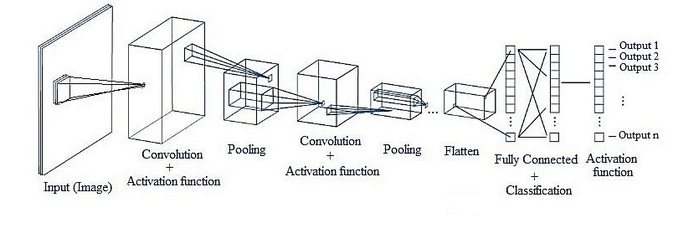 Input (Image)
Convolution
+
Activation function
Pooling
Convolution
+
Activation function
Pooling
...
Flatten
Fully Connected
+
Classification
Activation
function
Output 1
Output 2
Output 3
Output n